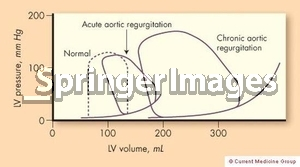 200
Acute aortic
regurgitation
Normal
Chronic aortic
regurgitation
LV pressure, mm Hg
100
SpringerImages
0
0
100
200
300
LV volume, mL
© Current Medicine Group